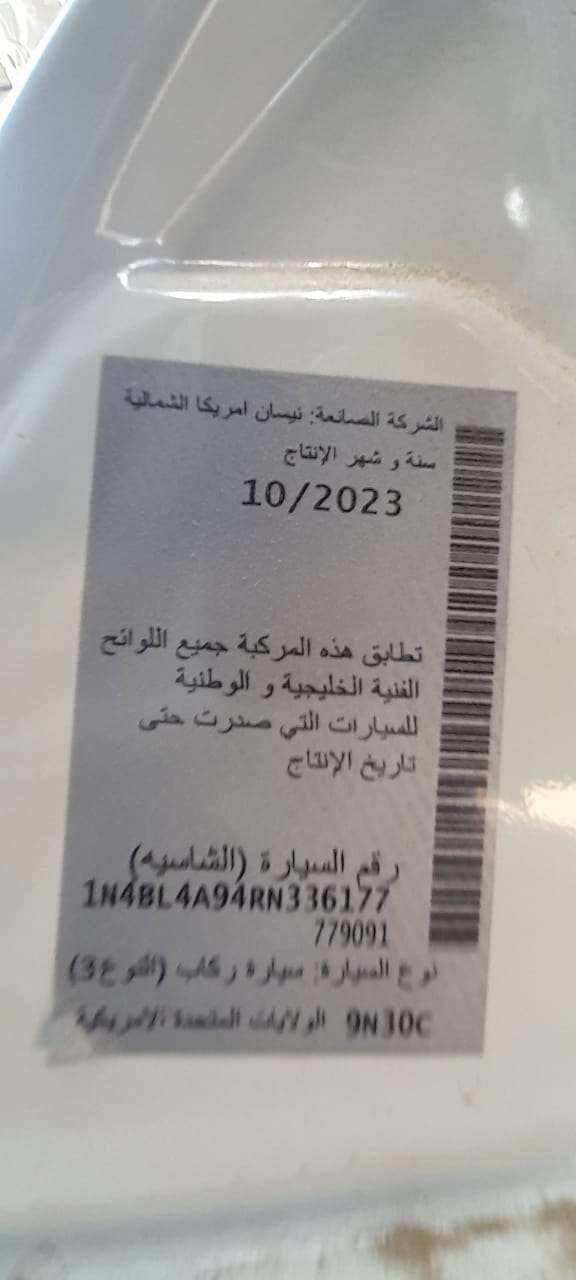 الشركة الصانعة: نيسان امريكا الشمالية
سنة و شهر الإنتاج
10/2023
تطابق هذه المركبة جميع اللوائح
الفنية الخليجية و الوطنية
للسيارات التي صدرت حتى
تاريخ الإنتاج
رقم السيارة (الشاسيه)
1N4BL4A94RN336177
779091
نوع السيارة: سيارة ركاب (النوع 3)
9N30C الولايات المتحدة الامريكية